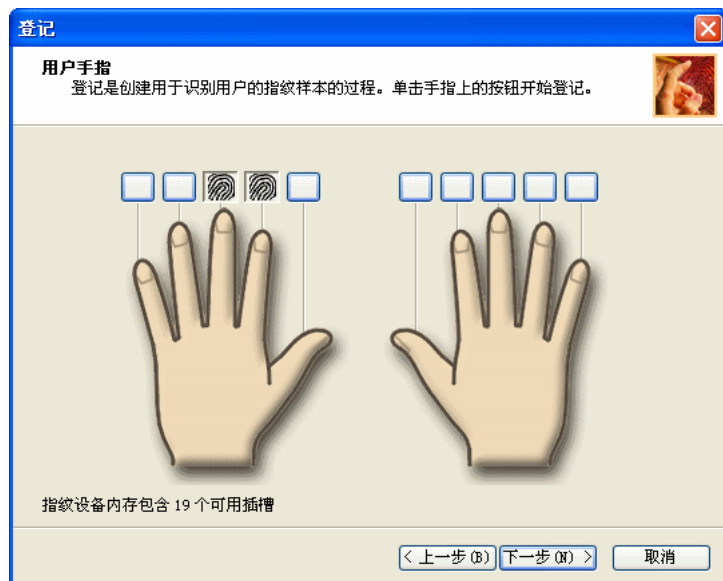 登记
用户手指
登记是创建用于识别用户的指纹样本的过程。单击手指上的按钮开始登记。
指纹设备内存包含 19 个可用插槽
< 上一步(B) 下一步(N) > 取消